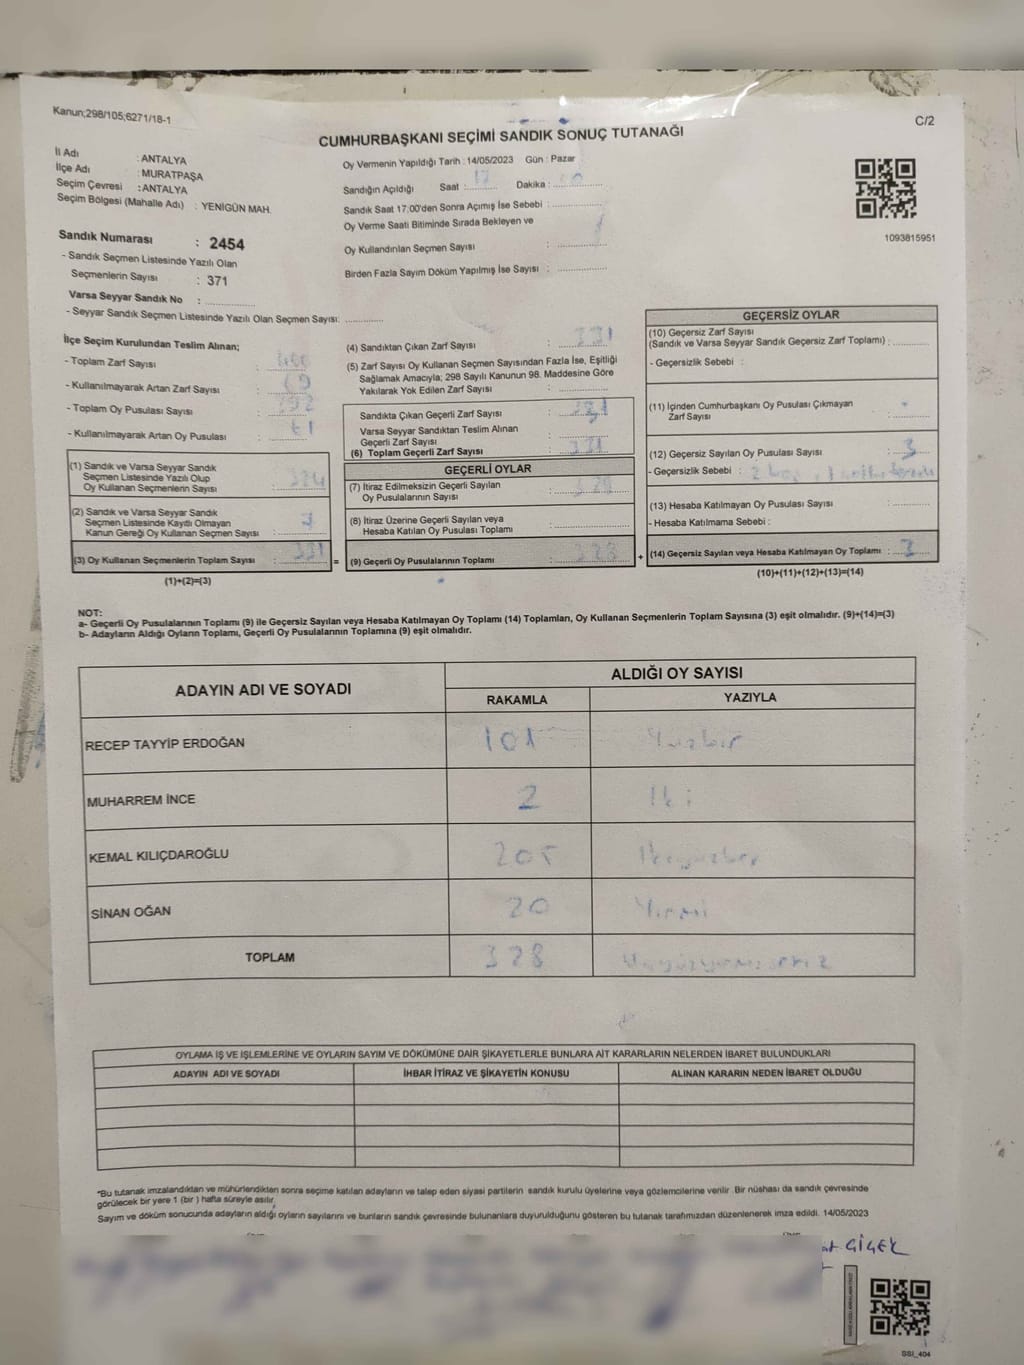 Kanun;298/105;6271/18-1
C/2
CUMHURBAŞKANI SEÇİMİ SANDIK SONUÇ TUTANAĞI
İl Adı : ANTALYA
İlçe Adı : MURATPAŞA
Seçim Çevresi : ANTALYA
Seçim Bölgesi (Mahalle Adı) : YENİGÜN MAH.
Oy Vermenin Yapıldığı Tarih : 14/05/2023 Gün : Pazar
Sandığın Açıldığı Saat : 17 Dakika :
Sandık Saat 17:00'den Sonra Açımış İse Sebebi :
Oy Verme Saati Bitiminde Sırada Bekleyen ve
Oy Kullandırılan Seçmen Sayısı :
Birden Fazla Sayım Döküm Yapılmış İse Sayısı :
1093815951
Sandık Numarası : 2454
- Sandık Seçmen Listesinde Yazılı Olan
Seçmenlerin Sayısı : 371
Varsa Seyyar Sandık No :
- Seyyar Sandık Seçmen Listesinde Yazılı Olan Seçmen Sayısı:
İlçe Seçim Kurulundan Teslim Alınan;
- Toplam Zarf Sayısı : 400
- Kullanılmayarak Artan Zarf Sayısı : 69
- Toplam Oy Pusulası Sayısı :
- Kullanılmayarak Artan Oy Pusulası :
(1) Sandık ve Varsa Seyyar Sandık
Seçmen Listesinde Yazılı Olup
Oy Kullanan Seçmenlerin Sayısı : 324
(2) Sandık ve Varsa Seyyar Sandık
Seçmen Listesinde Kayıtlı Olmayan
Kanun Gereği Oy Kullanan Seçmen Sayısı :
(3) Oy Kullanan Seçmenlerin Toplam Sayısı : 331
(1)+(2)=(3)
=
(4) Sandıktan Çıkan Zarf Sayısı : 331
(5) Zarf Sayısı Oy Kullanan Seçmen Sayısından Fazla İse, Eşitliği
Sağlamak Amacıyla; 298 Sayılı Kanunun 98. Maddesine Göre
Yakılarak Yok Edilen Zarf Sayısı :
Sandıkta Çıkan Geçerli Zarf Sayısı : 331
Varsa Seyyar Sandıktan Teslim Alınan
Geçerli Zarf Sayısı :
(6) Toplam Geçerli Zarf Sayısı : 331
GEÇERLİ OYLAR
(7) İtiraz Edilmeksizin Geçerli Sayılan
Oy Pusulalarının Sayısı : 328
(8) İtiraz Üzerine Geçerli Sayılan veya
Hesaba Katılan Oy Pusulası Toplamı :
(9) Geçerli Oy Pusulalarının Toplamı : 328
+
GEÇERSİZ OYLAR
(10) Geçersiz Zarf Sayısı
(Sandık ve Varsa Seyyar Sandık Geçersiz Zarf Toplamı) :
- Geçersizlik Sebebi :
(11) İçinden Cumhurbaşkanı Oy Pusulası Çıkmayan
Zarf Sayısı :
(12) Geçersiz Sayılan Oy Pusulası Sayısı : 3
- Geçersizlik Sebebi :
(13) Hesaba Katılmayan Oy Pusulası Sayısı :
- Hesaba Katılmama Sebebi :
(14) Geçersiz Sayılan veya Hesaba Katılmayan Oy Toplamı : 3
(10)+(11)+(12)+(13)=(14)
NOT:
a- Geçerli Oy Pusulalarının Toplamı (9) ile Geçersiz Sayılan veya Hesaba Katılmayan Oy Toplamı (14) Toplamları, Oy Kullanan Seçmenlerin Toplam Sayısına (3) eşit olmalıdır. (9)+(14)=(3)
b- Adayların Aldığı Oyların Toplamı, Geçerli Oy Pusulalarının Toplamına (9) eşit olmalıdır.
ADAYIN ADI VE SOYADI
ALDIĞI OY SAYISI
RAKAMLA YAZIYLA
RECEP TAYYİP ERDOĞAN 101 Yüzbir
MUHARREM İNCE 2 İki
KEMAL KILIÇDAROĞLU 205 İkiyüzbeş
SİNAN OĞAN 20 Yirmi
TOPLAM 328 Üçyüzyirmisekiz
OYLAMA İŞ VE İŞLEMLERİNE VE OYLARIN SAYIM VE DÖKÜMÜNE DAİR ŞİKAYETLERLE BUNLARA AİT KARARLARIN NELERDEN İBARET BULUNDUKLARI
ADAYIN ADI VE SOYADI İHBAR İTİRAZ VE ŞİKAYETİN KONUSU ALINAN KARARIN NEDEN İBARET OLDUĞU
*Bu tutanak imzalandıktan ve mühürlendikten sonra seçime katılan adayların ve talep eden siyasi partilerin sandık kurulu üyelerine veya gözlemcilerine verilir. Bir nüshası da sandık çevresinde
görülecek bir yere 1 (bir ) hafta süreyle asılır.
Sayım ve döküm sonucunda adayların aldığı oyların sayılarını ve bunların sandık çevresinde bulunanlara duyurulduğunu gösteren bu tutanak tarafımızdan düzenlenerek imza edildi. 14/05/2023
ÇİÇEK
SSI_404